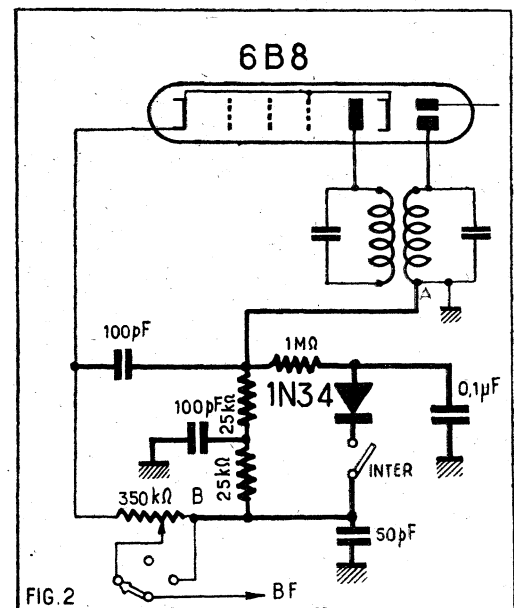 6B8
A
100pF
1MΩ
1N34
0,1µF
100pF
25kΩ
25kΩ
INTER
350kΩ
B
50pF
BF
FIG.2